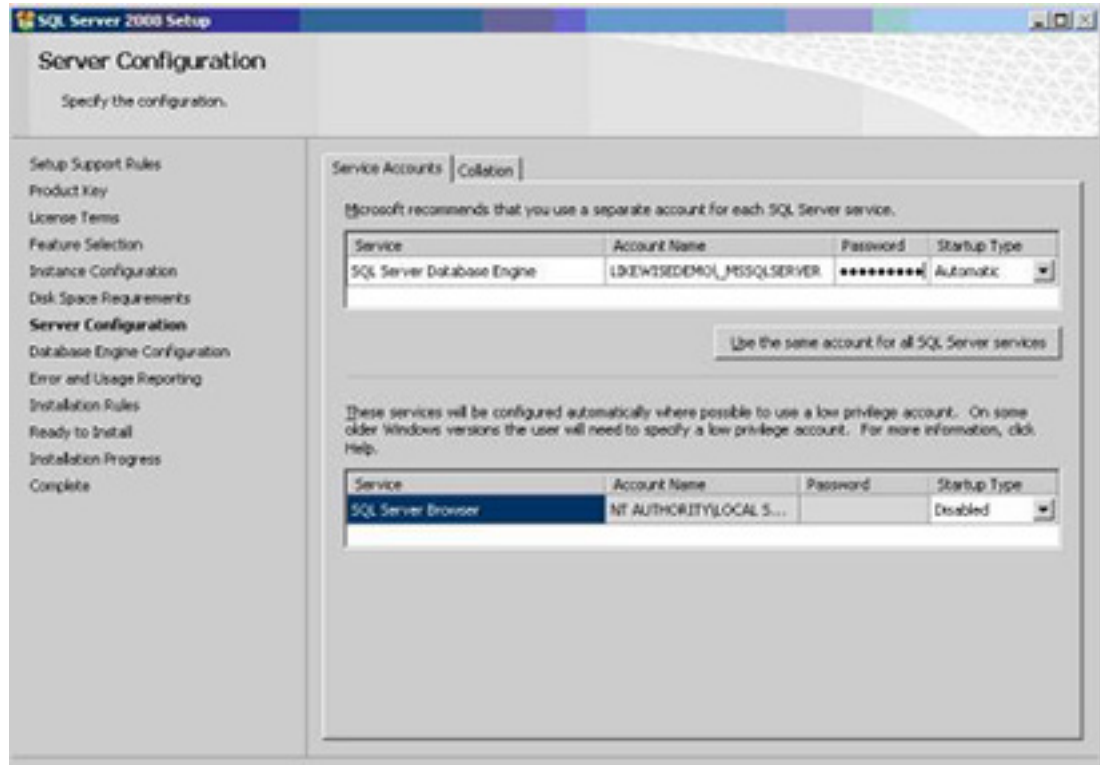 SQL Server 2008 Setup
Server Configuration
Specify the configuration.
Setup Support Rules
Product Key
License Terms
Feature Selection
Instance Configuration
Disk Space Requirements
Server Configuration
Database Engine Configuration
Error and Usage Reporting
Installation Rules
Ready to Install
Installation Progress
Complete
Service Accounts Collation
Microsoft recommends that you use a separate account for each SQL Server service.
Service Account Name Password Startup Type
SQL Server Database Engine LIKEWISEDEMO\_MSSQLSERVER ●●●●●●●●● Automatic
Use the same account for all SQL Server services
These services will be configured automatically where possible to use a low privilege account. On some
older Windows versions the user will need to specify a low privilege account. For more information, click
Help.
Service Account Name Password Startup Type
SQL Server Browser NT AUTHORITY\LOCAL S... Disabled